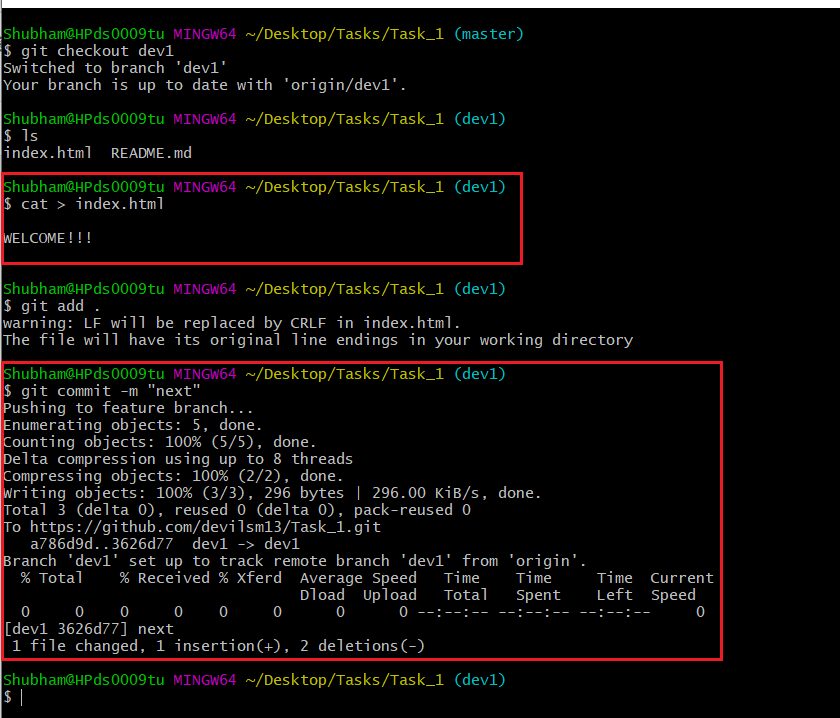 Shubham@HPds0009tu MINGW64 ~/Desktop/Tasks/Task_1 (master)
$ git checkout dev1
Switched to branch 'dev1'
Your branch is up to date with 'origin/dev1'.
Shubham@HPds0009tu MINGW64 ~/Desktop/Tasks/Task_1 (dev1)
$ ls
index.html  README.md
Shubham@HPds0009tu MINGW64 ~/Desktop/Tasks/Task_1 (dev1)
$ cat > index.html
WELCOME!!!
Shubham@HPds0009tu MINGW64 ~/Desktop/Tasks/Task_1 (dev1)
$ git add .
warning: LF will be replaced by CRLF in index.html.
The file will have its original line endings in your working directory
Shubham@HPds0009tu MINGW64 ~/Desktop/Tasks/Task_1 (dev1)
$ git commit -m "next"
Pushing to feature branch...
Enumerating objects: 5, done.
Counting objects: 100% (5/5), done.
Delta compression using up to 8 threads
Compressing objects: 100% (2/2), done.
Writing objects: 100% (3/3), 296 bytes | 296.00 KiB/s, done.
Total 3 (delta 0), reused 0 (delta 0), pack-reused 0
To https://github.com/devilsm13/Task_1.git
   a786d9d..3626d77  dev1 -> dev1
Branch 'dev1' set up to track remote branch 'dev1' from 'origin'.
  % Total    % Received % Xferd  Average Speed   Time    Time     Time  Current
                                 Dload  Upload   Total   Spent    Left  Speed
  0     0    0     0    0     0      0      0 --:--:-- --:--:-- --:--:--     0
[dev1 3626d77] next
 1 file changed, 1 insertion(+), 2 deletions(-)
Shubham@HPds0009tu MINGW64 ~/Desktop/Tasks/Task_1 (dev1)
$